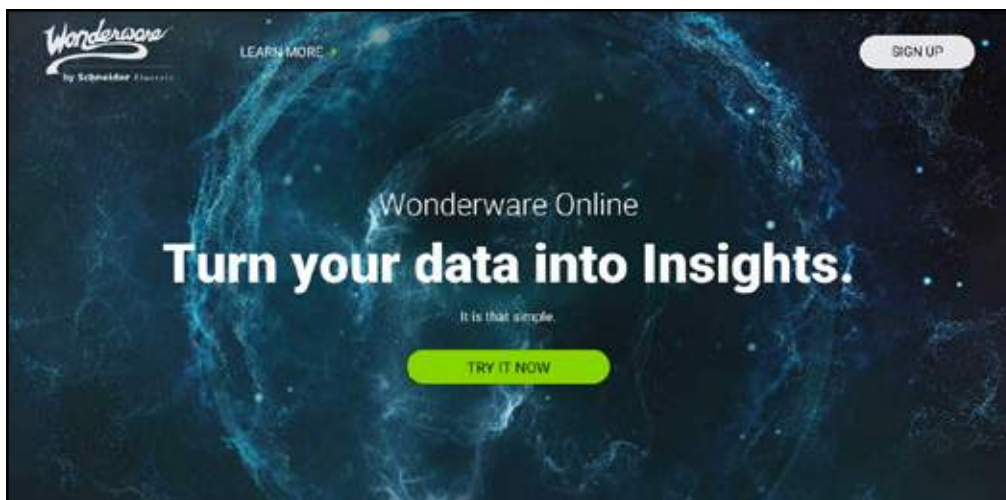 Wonderware
by Schneider Electric
LEARN MORE
SIGN UP
Wonderware Online
Turn your data into Insights.
It is that simple.
TRY IT NOW